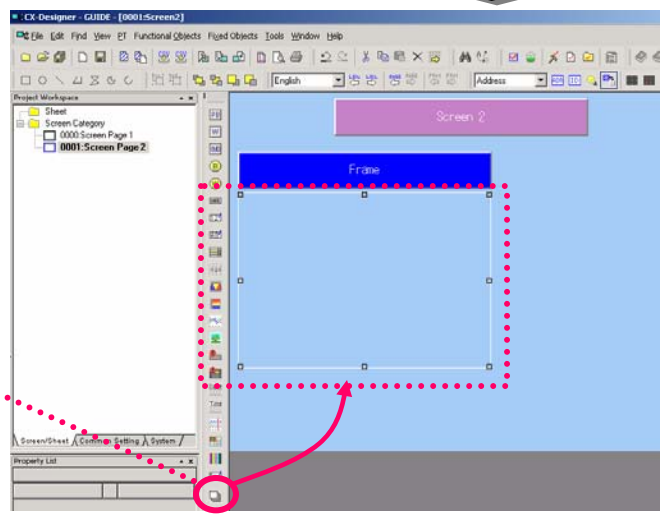 CX-Designer - GUIDE - [0001:Screen2]
File Edit Find View PT Functional Objects Fixed Objects Tools Window Help
English
Address
Project Workspace
Sheet
Screen Category
0000:Screen Page 1
0001:Screen Page 2
Screen 2
Frame
Screen/Sheet Common Setting System
Property List